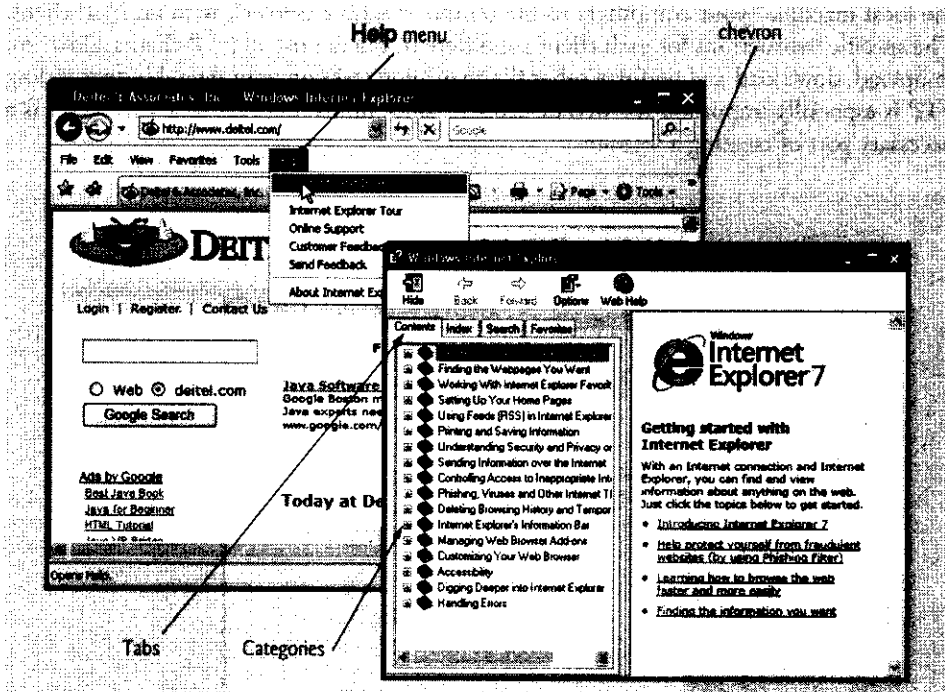 Help menu
chevron
Deitel & Associates, Inc. - Windows Internet Explorer
http://www.deitel.com/
Google
File Edit View Favorites Tools
Deitel & Associates, Inc.
Page Tools
Internet Explorer Tour
Online Support
Customer Feedbac
Send Feedback
About Internet Exp
DEIT
Login | Register | Contact Us
F
Web deitel.com
Google Search
Java Software
Google Boston m
Java experts nee
www.google.com/
Ads by Google
Best Java Book
Java for Beginner
HTML Tutorial
Today at De
Opens Help.
Windows Internet Explorer
Hide Back Forward Options Web Help
Contents Index Search Favorites
Finding the Webpages You Want
Working With Internet Explorer Favorit
Setting Up Your Home Pages
Using Feeds (RSS) in Internet Explorer
Printing and Saving Information
Understanding Security and Privacy or
Sending Information over the Internet
Controlling Access to Inappropriate Int
Phishing, Viruses and Other Internet Tl
Deleting Browsing History and Tempor
Internet Explorer's Information Bar
Managing Web Browser Add-ons
Customizing Your Web Browser
Accessibility
Digging Deeper into Internet Explorer
Handling Errors
Windows
Internet
Explorer 7
Getting started with
Internet Explorer
With an Internet connection and Internet
Explorer, you can find and view
information about anything on the web.
Just click the topics below to get started.
Introducing Internet Explorer 7
Help protect yourself from fraudulent
websites (by using Phishing Filter)
Learning how to browse the web
faster and more easily
Finding the information you want
Tabs
Categories